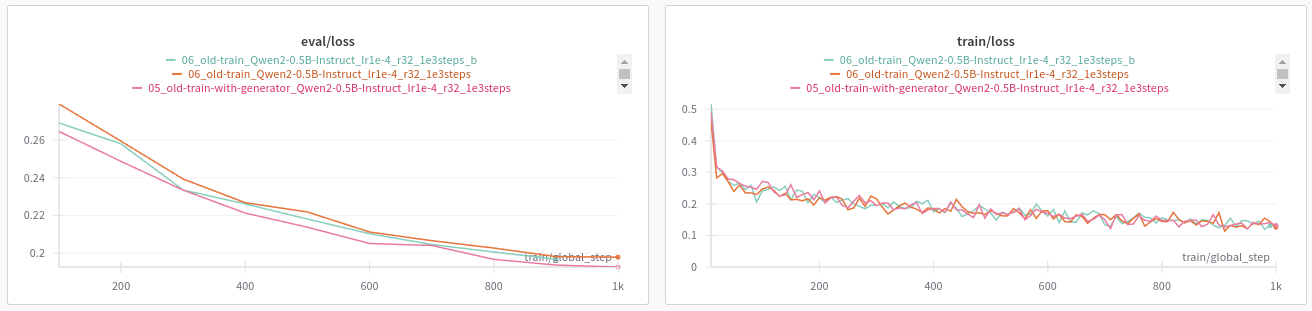 eval/loss
06_old-train_Qwen2-0.5B-Instruct_lr1e-4_r32_1e3steps_b
06_old-train_Qwen2-0.5B-Instruct_lr1e-4_r32_1e3steps
05_old-train-with-generator_Qwen2-0.5B-Instruct_lr1e-4_r32_1e3steps
0.26
0.24
0.22
0.2
train/global_step
200 400 600 800 1k
train/loss
06_old-train_Qwen2-0.5B-Instruct_lr1e-4_r32_1e3steps_b
06_old-train_Qwen2-0.5B-Instruct_lr1e-4_r32_1e3steps
05_old-train-with-generator_Qwen2-0.5B-Instruct_lr1e-4_r32_1e3steps
0.5
0.4
0.3
0.2
0.1
0
train/global_step
200 400 600 800 1k